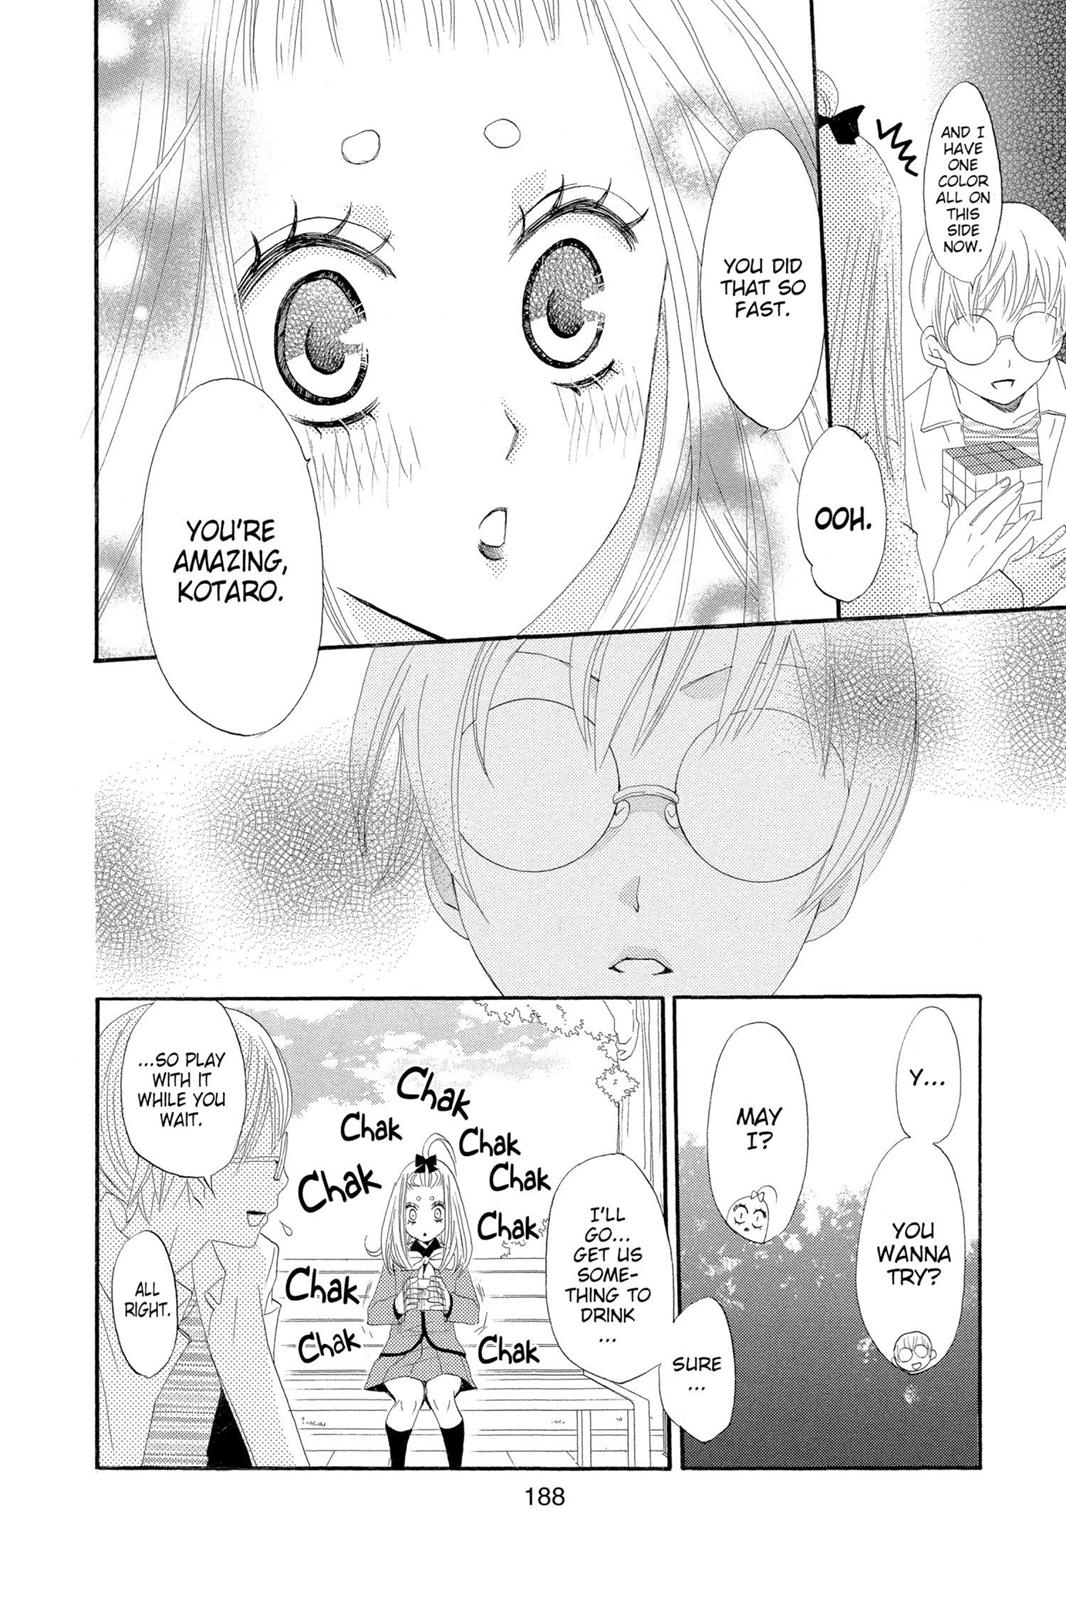 AND I
HAVE
ONE
COLOR
ALL ON
THIS
SIDE
NOW.
OOH.
YOU DID
THAT SO
FAST.
YOU'RE
AMAZING,
KOTARO.
Y...
YOU
WANNA
TRY?
MAY
I?
SURE
...
I'LL
GO...
GET US
SOME-
THING TO
DRINK
...
Chak
Chak
Chak
Chak
Chak
Chak
Chak
Chak
Chak
...SO PLAY
WITH IT
WHILE YOU
WAIT.
ALL
RIGHT.
188